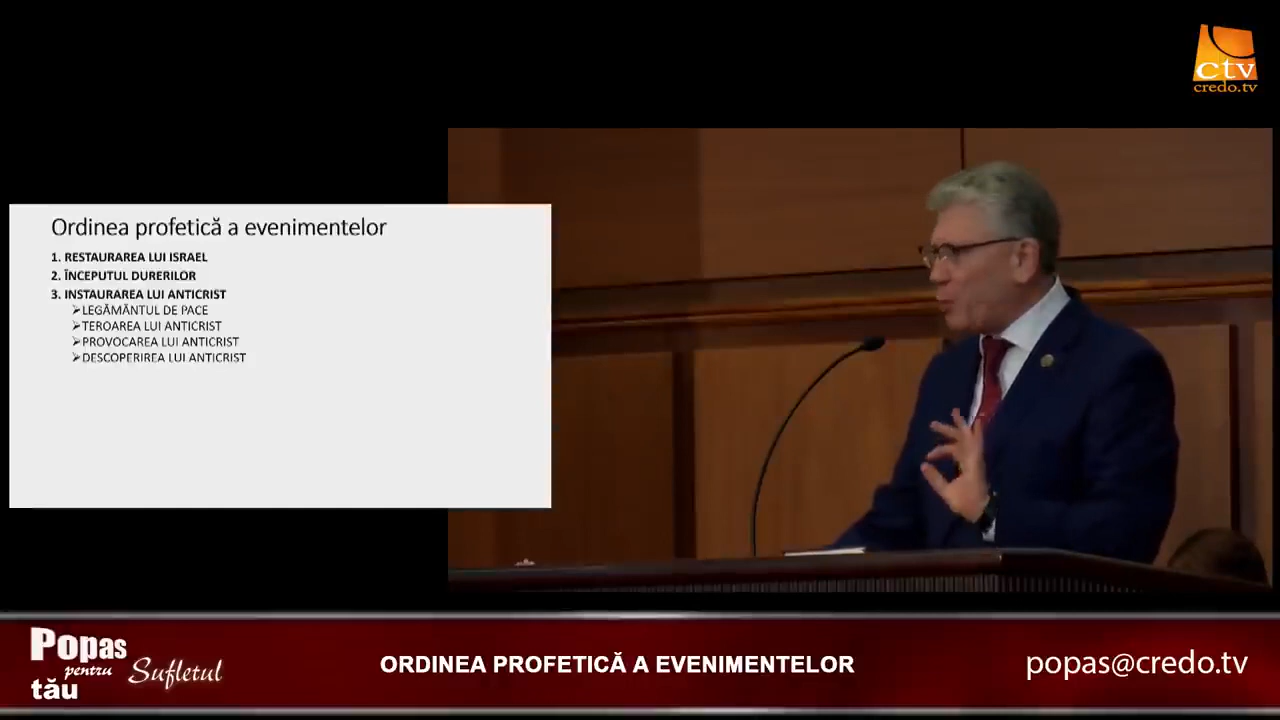 ctv
credo.tv
Ordinea profetică a evenimentelor
1. RESTAURAREA LUI ISRAEL
2. ÎNCEPUTUL DURERILOR
3. INSTAURAREA LUI ANTICRIST
➢LEGĂMÂNTUL DE PACE
➢TEROAREA LUI ANTICRIST
➢PROVOCAREA LUI ANTICRIST
➢DESCOPERIREA LUI ANTICRIST
Popas
pentru
tău
Sufletul
ORDINEA PROFETICĂ A EVENIMENTELOR
popas@credo.tv